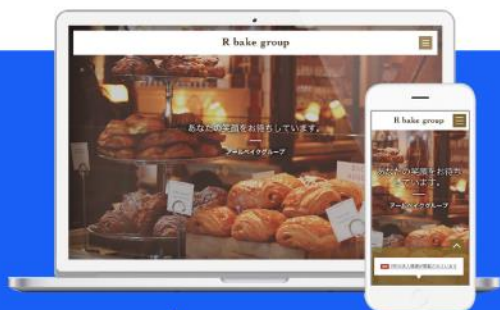 R bake group
あなたの笑顔をお待ちしています。
アールベイクグループ
R bake group
あなたの笑顔をお待ち
しています。
アールベイクグループ